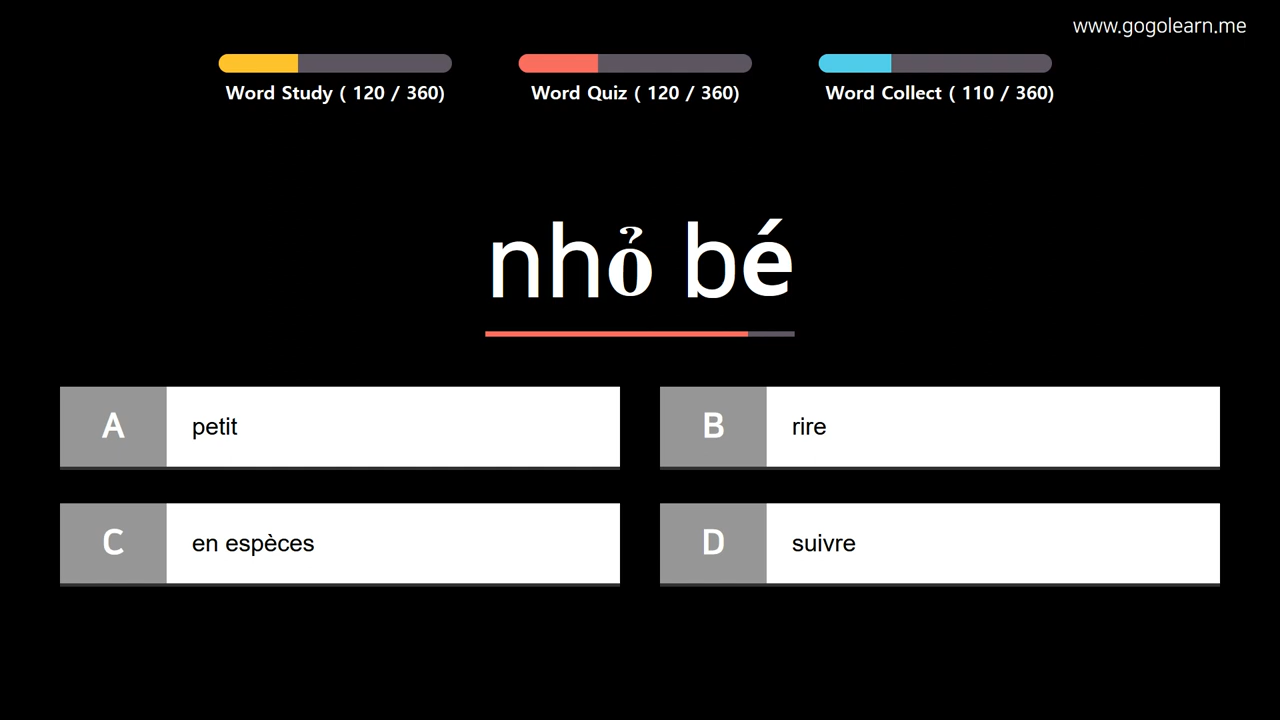 www.gogolearn.me
Word Study ( 120 / 360)
Word Quiz ( 120 / 360)
Word Collect ( 110 / 360)
nhỏ bé
A petit
B rire
C en espèces
D suivre